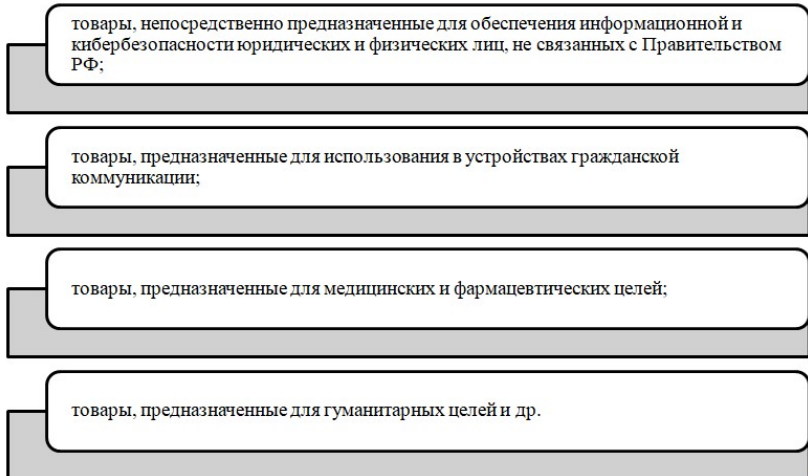 товары, непосредственно предназначенные для обеспечения информационной и
кибербезопасности юридических и физических лиц, не связанных с Правительством
РФ;
товары, предназначенные для использования в устройствах гражданской
коммуникации;
товары, предназначенные для медицинских и фармацевтических целей;
товары, предназначенные для гуманитарных целей и др.